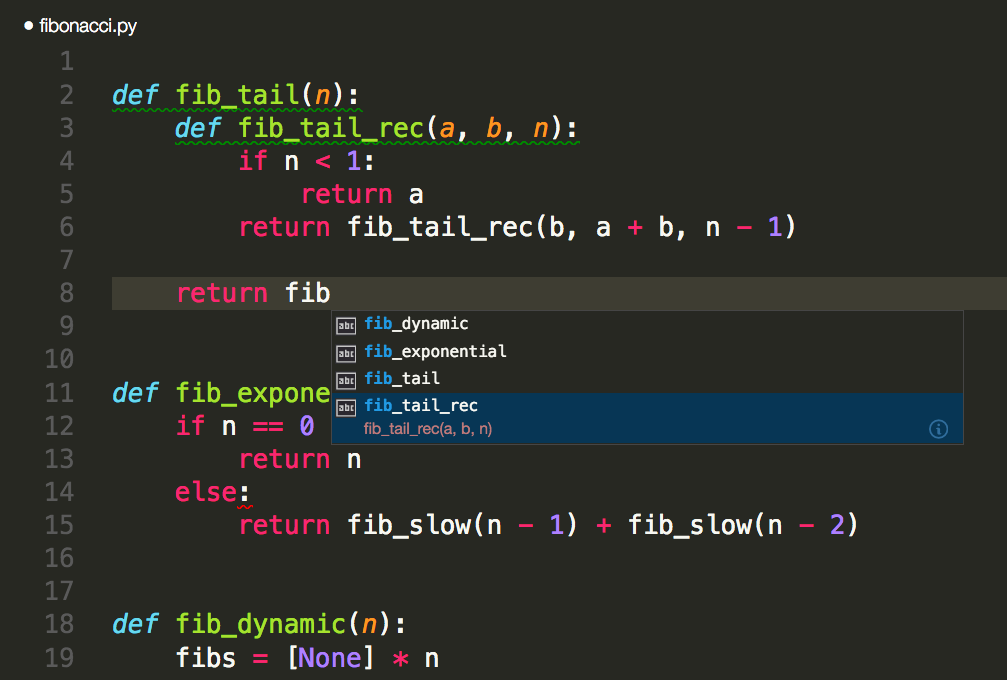 ● fibonacci.py
1
2 def fib_tail(n):
3     def fib_tail_rec(a, b, n):
4         if n < 1:
5             return a
6         return fib_tail_rec(b, a + b, n - 1)
7
8     return fib
abc fib_dynamic
abc fib_exponential
abc fib_tail
abc fib_tail_rec
fib_tail_rec(a, b, n)
9
10
11 def fib_expone
12     if n == 0
13         return n
14     else:
15         return fib_slow(n - 1) + fib_slow(n - 2)
16
17
18 def fib_dynamic(n):
19     fibs = [None] * n